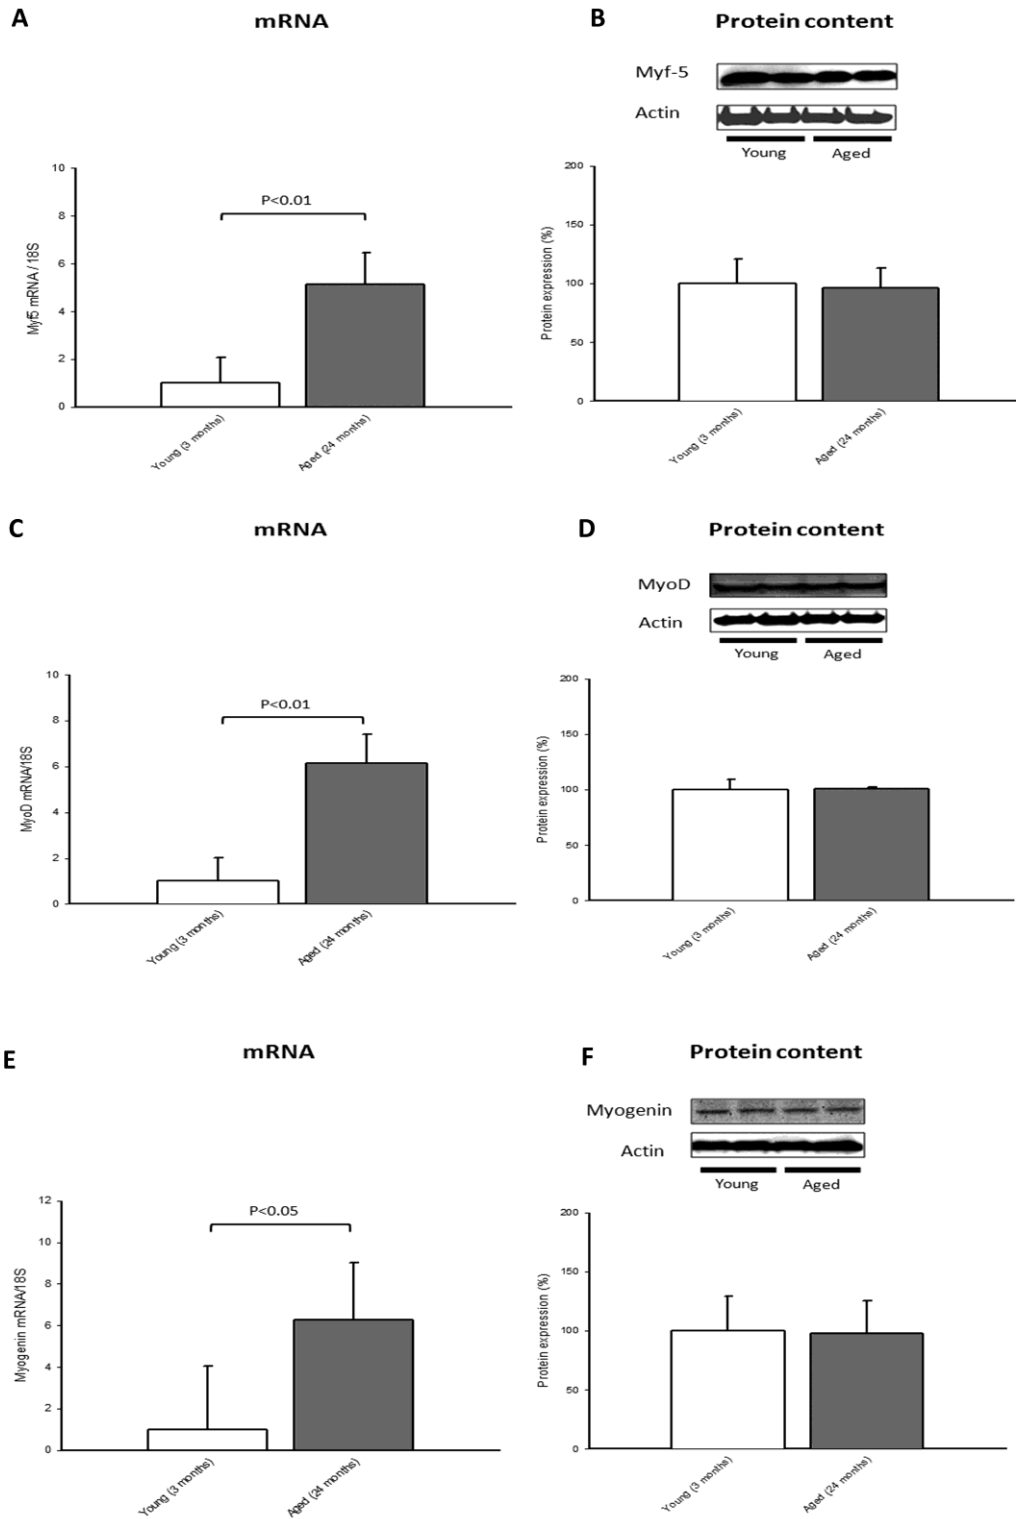 A
mRNA
B
Protein content
Myf-5
Actin
Young
Aged
10
8
6
4
2
0
Myf5 mRNA / 18S
P<0.01
Young (3 months)
Aged (24 months)
200
150
100
50
0
Protein expression (%)
Young (3 months)
Aged (24 months)
C
mRNA
D
Protein content
MyoD
Actin
Young
Aged
10
8
6
4
2
0
MyoD mRNA/18S
P<0.01
Young (3 months)
Aged (24 months)
200
150
100
50
0
Protein expression (%)
Young (3 months)
Aged (24 months)
E
mRNA
F
Protein content
Myogenin
Actin
Young
Aged
12
10
8
6
4
2
0
Myogenin mRNA/18S
P<0.05
Young (3 months)
Aged (24 months)
200
150
100
50
0
Protein expression (%)
Young (3 months)
Aged (24 months)